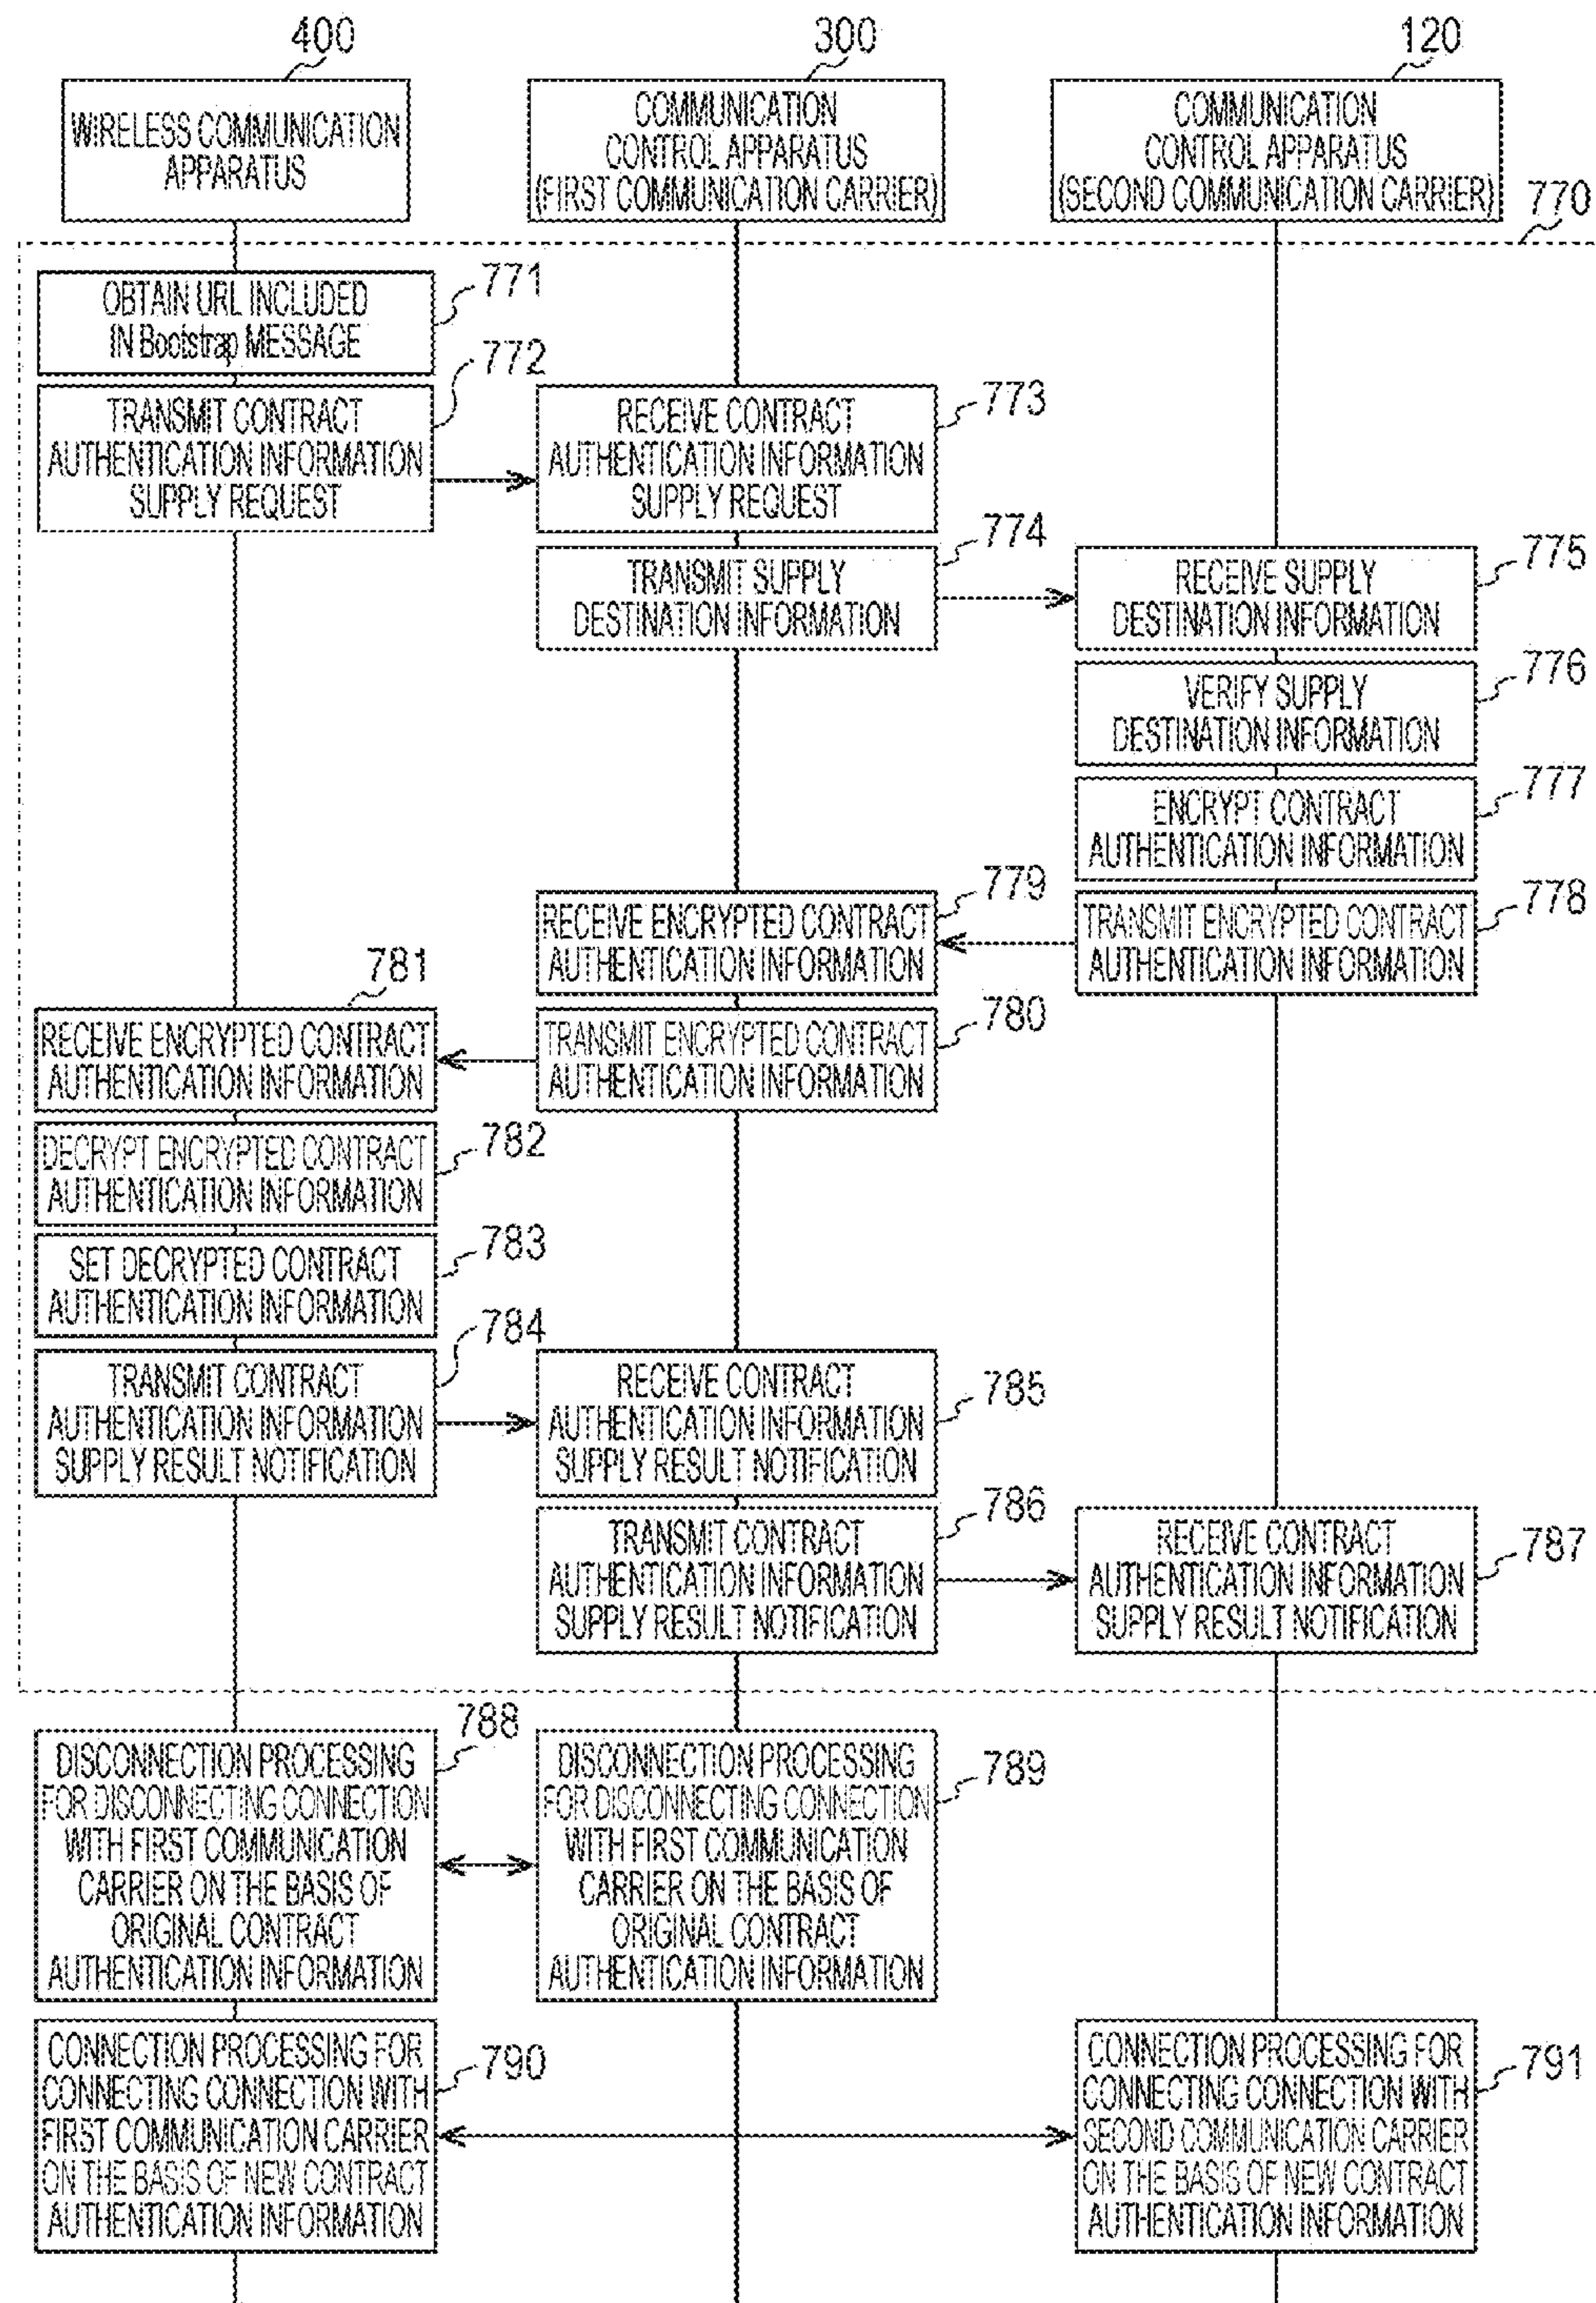 400
300
120
WIRELESS COMMUNICATION
APPARATUS
COMMUNICATION
CONTROL APPARATUS
(FIRST COMMUNICATION CARRIER)
COMMUNICATION
CONTROL APPARATUS
(SECOND COMMUNICATION CARRIER)
770
OBTAIN URL INCLUDED
IN Bootstrap MESSAGE
771
772
TRANSMIT CONTRACT
AUTHENTICATION INFORMATION
SUPPLY REQUEST
RECEIVE CONTRACT
AUTHENTICATION INFORMATION
SUPPLY REQUEST
773
774
TRANSMIT SUPPLY
DESTINATION INFORMATION
RECEIVE SUPPLY
DESTINATION INFORMATION
775
VERIFY SUPPLY
DESTINATION INFORMATION
776
ENCRYPT CONTRACT
AUTHENTICATION INFORMATION
777
779
RECEIVE ENCRYPTED CONTRACT
AUTHENTICATION INFORMATION
TRANSMIT ENCRYPTED CONTRACT
AUTHENTICATION INFORMATION
778
781
RECEIVE ENCRYPTED CONTRACT
AUTHENTICATION INFORMATION
TRANSMIT ENCRYPTED CONTRACT
AUTHENTICATION INFORMATION
780
DECRYPT ENCRYPTED CONTRACT
AUTHENTICATION INFORMATION
782
SET DECRYPTED CONTRACT
AUTHENTICATION INFORMATION
783
784
TRANSMIT CONTRACT
AUTHENTICATION INFORMATION
SUPPLY RESULT NOTIFICATION
RECEIVE CONTRACT
AUTHENTICATION INFORMATION
SUPPLY RESULT NOTIFICATION
785
786
TRANSMIT CONTRACT
AUTHENTICATION INFORMATION
SUPPLY RESULT NOTIFICATION
RECEIVE CONTRACT
AUTHENTICATION INFORMATION
SUPPLY RESULT NOTIFICATION
787
788
DISCONNECTION PROCESSING
FOR DISCONNECTING CONNECTION
WITH FIRST COMMUNICATION
CARRIER ON THE BASIS OF
ORIGINAL CONTRACT
AUTHENTICATION INFORMATION
DISCONNECTION PROCESSING
FOR DISCONNECTING CONNECTION
WITH FIRST COMMUNICATION
CARRIER ON THE BASIS OF
ORIGINAL CONTRACT
AUTHENTICATION INFORMATION
789
CONNECTION PROCESSING FOR
CONNECTING CONNECTION WITH
FIRST COMMUNICATION CARRIER
ON THE BASIS OF NEW CONTRACT
AUTHENTICATION INFORMATION
790
CONNECTION PROCESSING FOR
CONNECTING CONNECTION WITH
SECOND COMMUNICATION CARRIER
ON THE BASIS OF NEW CONTRACT
AUTHENTICATION INFORMATION
791